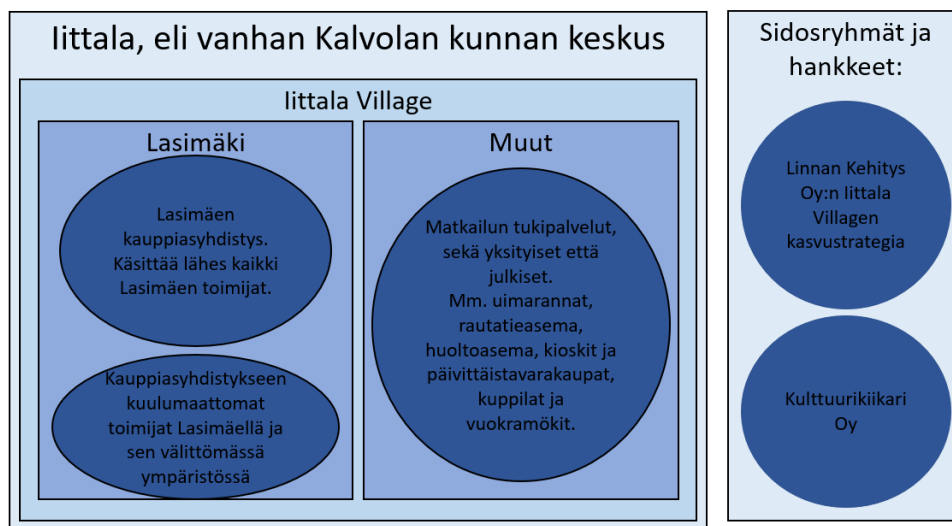 Iittala, eli vanhan Kalvolan kunnan keskus
Iittala Village
Lasimäki
Lasimäen
kauppiasyhdistys.
Käsittää lähes kaikki
Lasimäen toimijat.
Kauppiasyhdistykseen
kuulumaattomat
toimijat Lasimäellä ja
sen välittömässä
ympäristössä
Muut
Matkailun tukipalvelut,
sekä yksityiset että
julkiset.
Mm. uimarannat,
rautatieasema,
huoltoasema, kioskit ja
päivittäistavarakaupat,
kuppilat ja
vuokramökit.
Sidosryhmät ja
hankkeet:
Linnan Kehitys
Oy:n Iittala
Villagen
kasvustrategia
Kulttuurikiikari
Oy